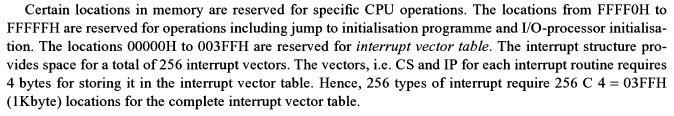 Certain locations in memory are reserved for specific CPU operations. The locations from FFFF0H to
FFFFFH are reserved for operations including jump to initialisation programme and I/O-processor initialisa-
tion. The locations 00000H to 003FFH are reserved for interrupt vector table. The interrupt structure pro-
vides space for a total of 256 interrupt vectors. The vectors, i.e. CS and IP for each interrupt routine requires
4 bytes for storing it in the interrupt vector table. Hence, 256 types of interrupt require 256 C 4 = 03FFH
(1Kbyte) locations for the complete interrupt vector table.